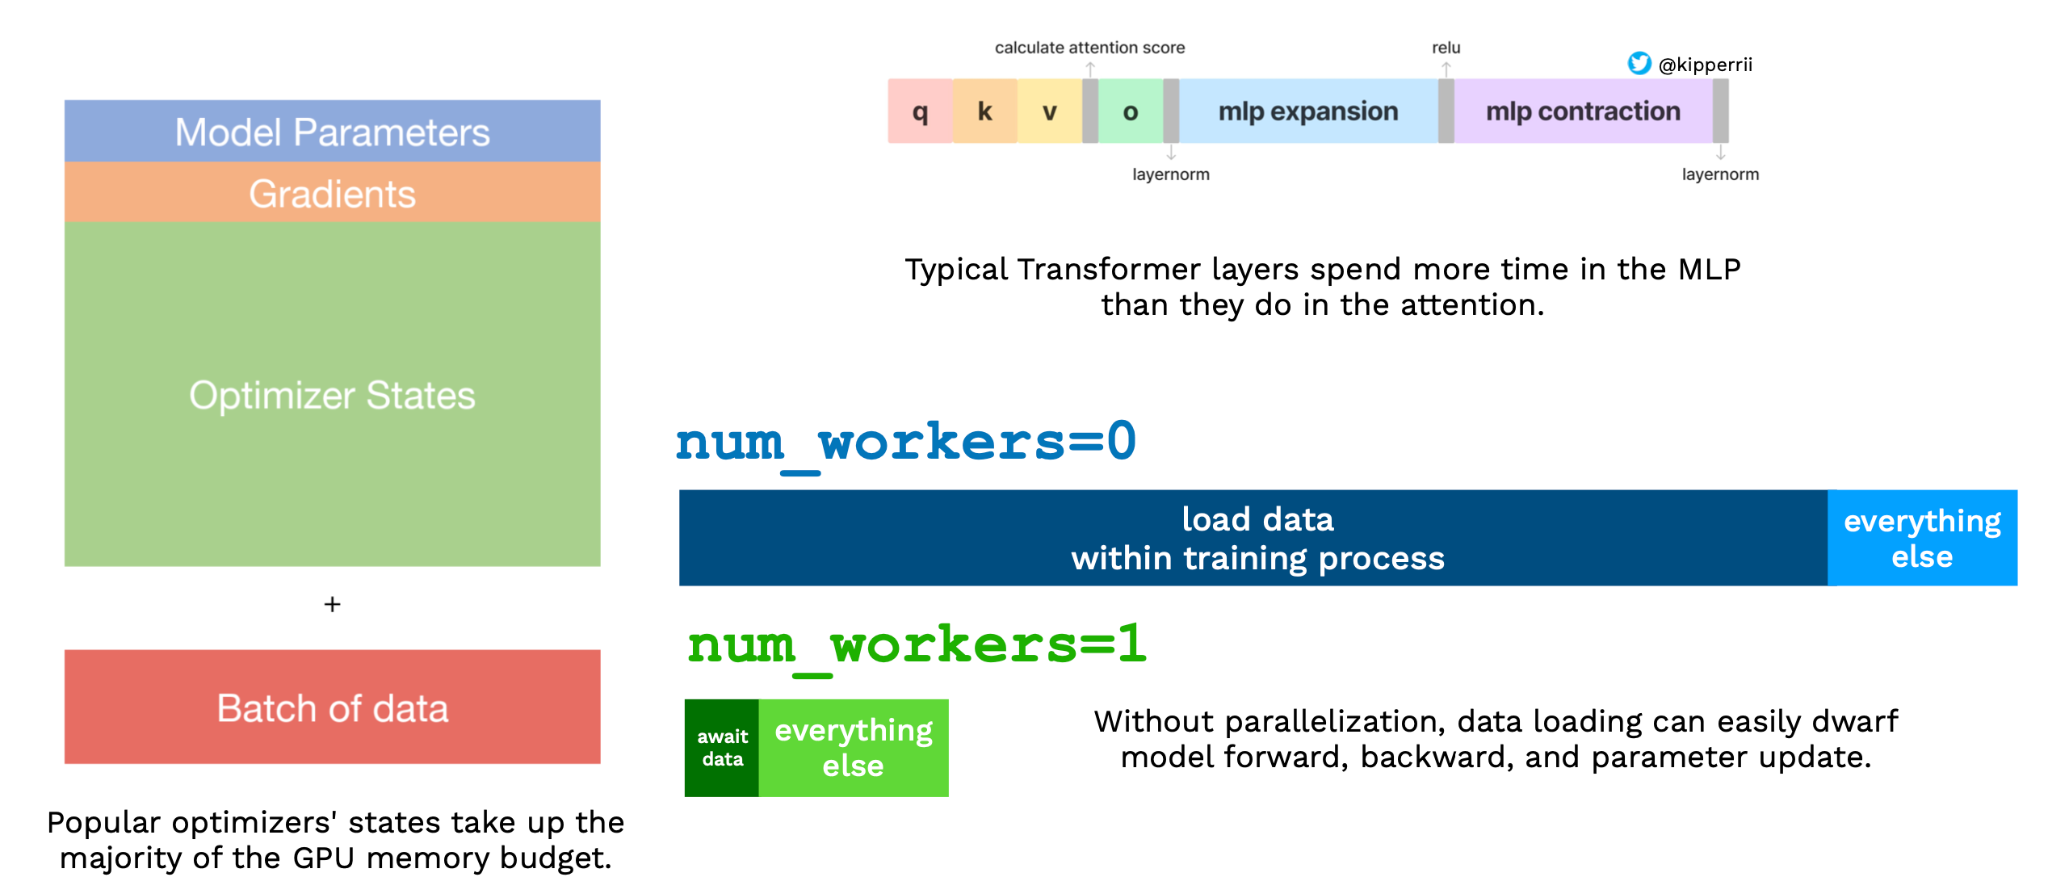 Model Parameters
Gradients
Optimizer States
+
Batch of data
Popular optimizers' states take up the
majority of the GPU memory budget.
calculate attention score
relu
@kipperrii
q k v o mlp expansion mlp contraction
layernorm
layernorm
Typical Transformer layers spend more time in the MLP
than they do in the attention.
num_workers=0
load data
within training process
everything
else
num_workers=1
await
data
everything
else
Without parallelization, data loading can easily dwarf
model forward, backward, and parameter update.